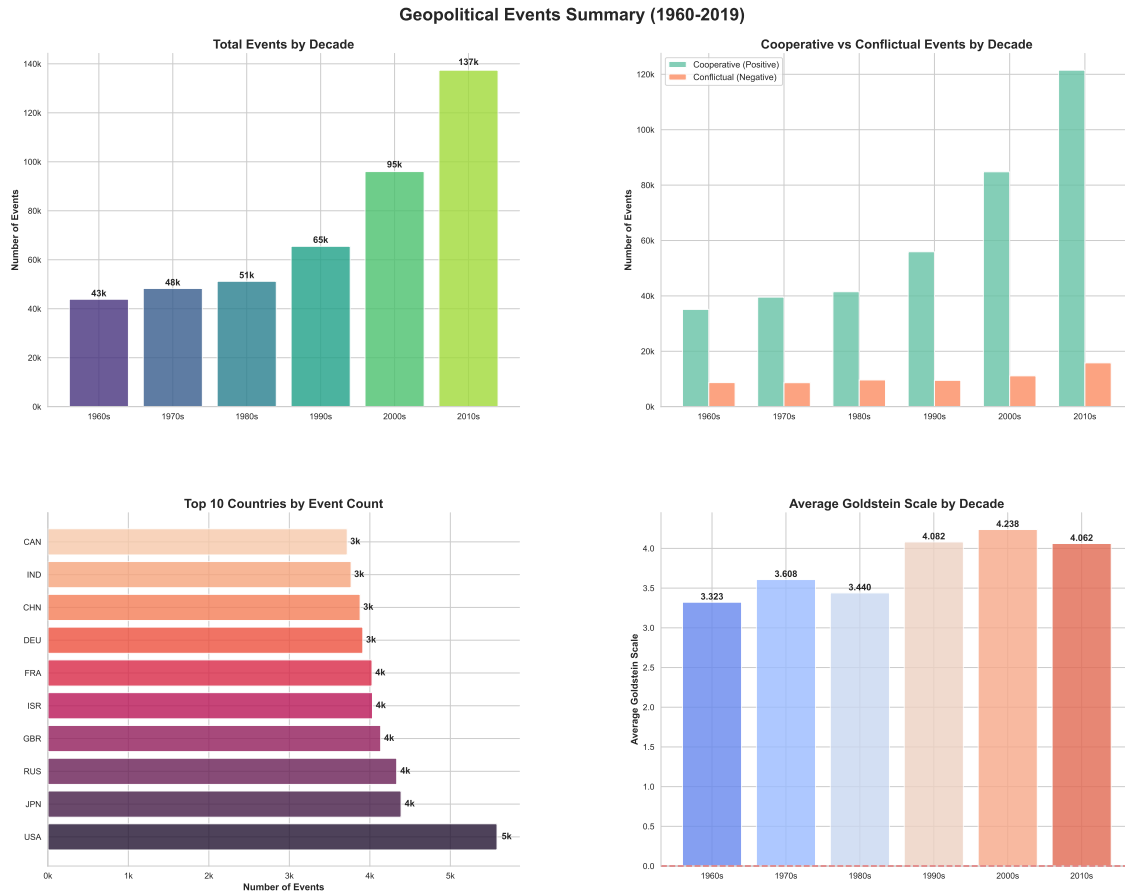 Geopolitical Events Summary (1960-2019)
Total Events by Decade
Number of Events
140k
120k
100k
80k
60k
40k
20k
0k
43k
48k
51k
65k
95k
137k
1960s
1970s
1980s
1990s
2000s
2010s
Cooperative vs Conflictual Events by Decade
Cooperative (Positive)
Conflictual (Negative)
Number of Events
120k
100k
80k
60k
40k
20k
0k
1960s
1970s
1980s
1990s
2000s
2010s
Top 10 Countries by Event Count
CAN
3k
IND
3k
CHN
3k
DEU
3k
FRA
4k
ISR
4k
GBR
4k
RUS
4k
JPN
4k
USA
5k
0k
1k
2k
3k
4k
5k
Number of Events
Average Goldstein Scale by Decade
Average Goldstein Scale
4.0
3.5
3.0
2.5
2.0
1.5
1.0
0.5
0.0
3.323
3.608
3.440
4.082
4.238
4.062
1960s
1970s
1980s
1990s
2000s
2010s